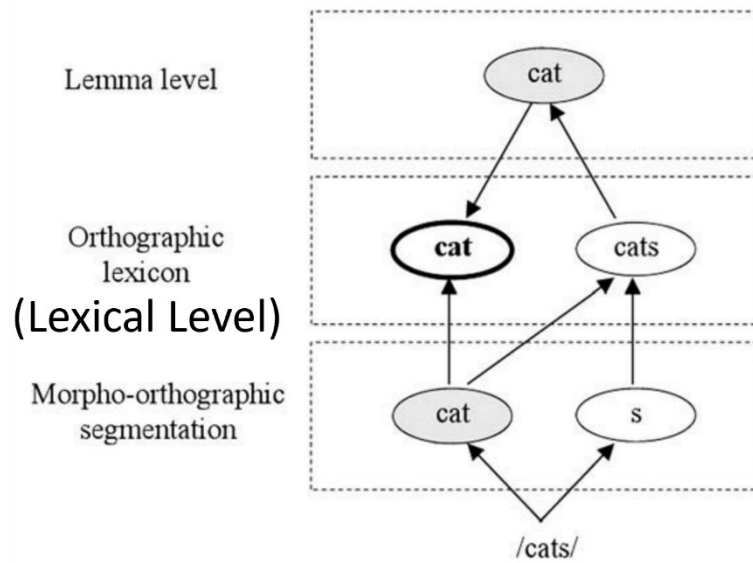 Lemma level
cat
Orthographic
lexicon
(Lexical Level)
cat
cats
Morpho-orthographic
segmentation
cat
s
/cats/